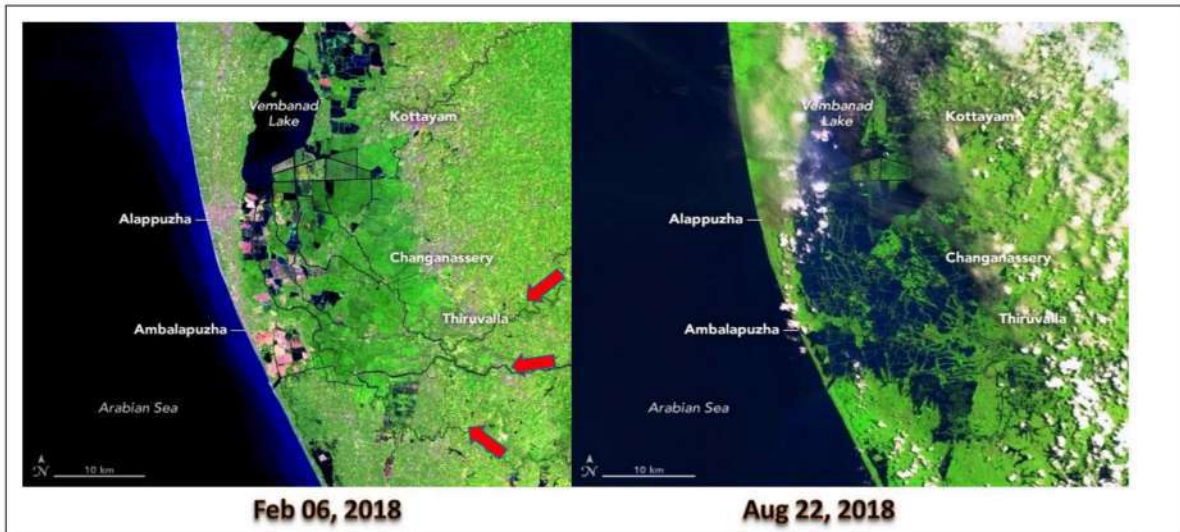 Vembanad
Lake
Kottayam
Alappuzha
Changanassery
Thiruvalla
Ambalapuzha
Arabian Sea
N
10 km
Feb 06, 2018
Vembanad
Lake
Kottayam
Alappuzha
Changanassery
Thiruvalla
Ambalapuzha
Arabian Sea
N
10 km
Aug 22, 2018